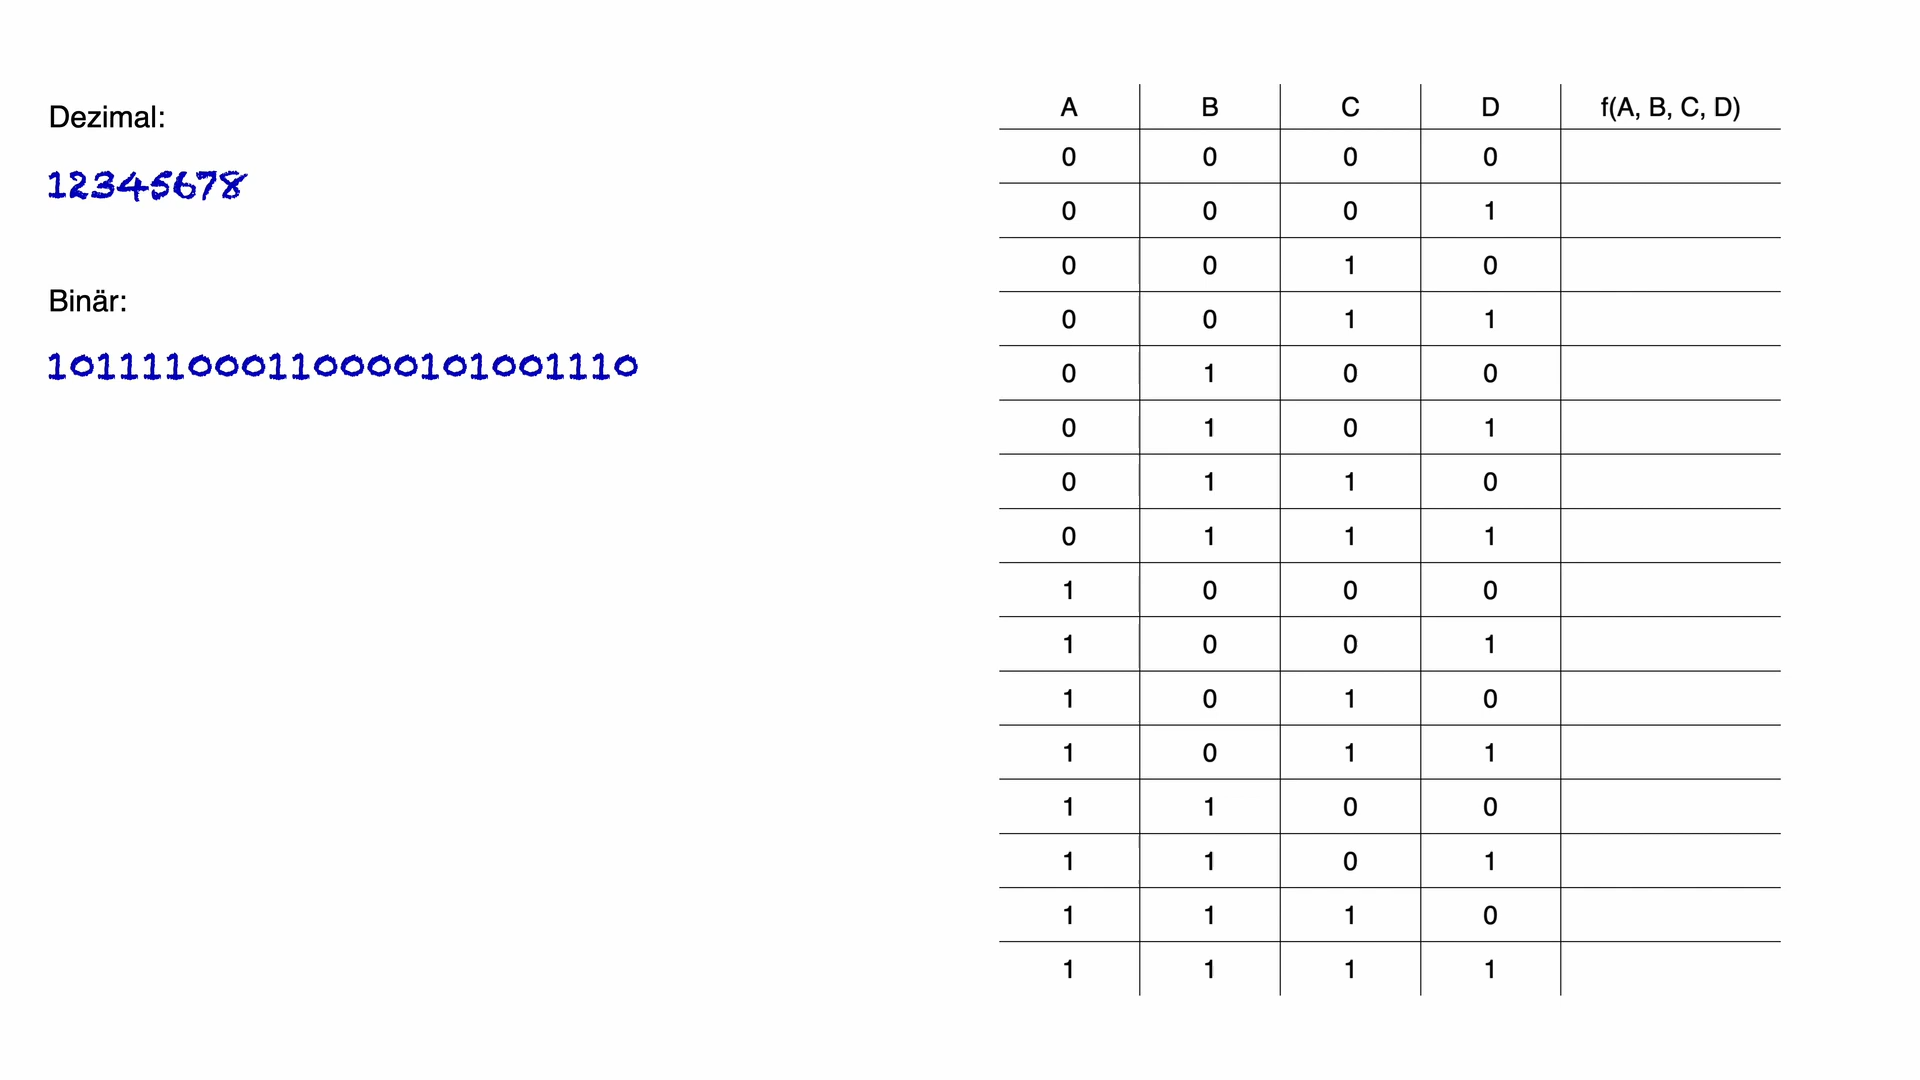 Dezimal:
12345678
Binär:
101111000110000101001110
A B C D f(A, B, C, D)
0 0 0 0
0 0 0 1
0 0 1 0
0 0 1 1
0 1 0 0
0 1 0 1
0 1 1 0
0 1 1 1
1 0 0 0
1 0 0 1
1 0 1 0
1 0 1 1
1 1 0 0
1 1 0 1
1 1 1 0
1 1 1 1